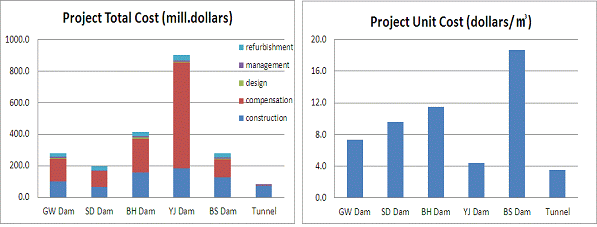 Project Total Cost (mill.dollars)
1000.0
800.0
600.0
400.0
200.0
0.0
refurbishment
management
design
compensation
construction
GW Dam SD Dam BH Dam YJ Dam BS Dam Tunnel
Project Unit Cost (dollars/㎥)
20.0
16.0
12.0
8.0
4.0
0.0
GW Dam SD Dam BH Dam YJ Dam BS Dam Tunnel